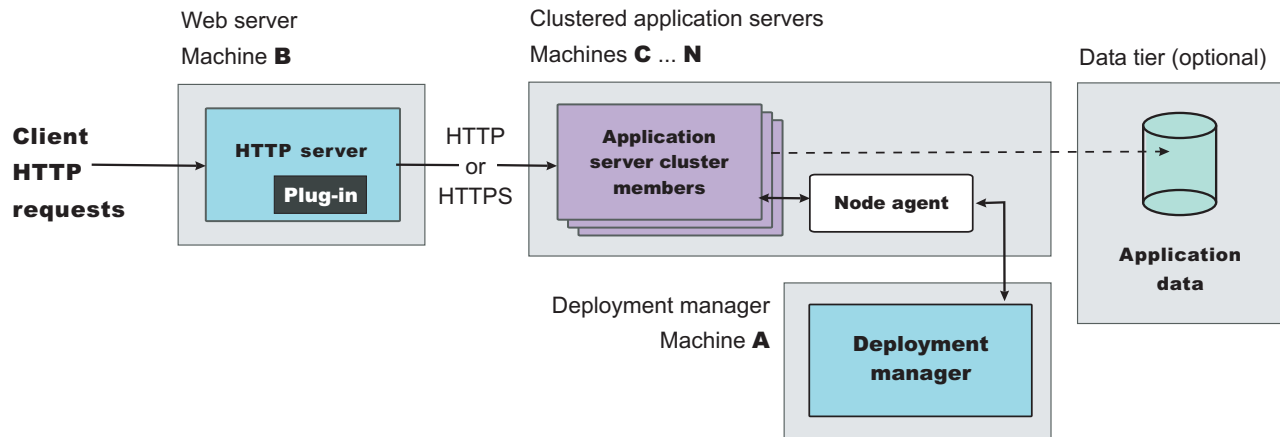 Web server
Machine B
Clustered application servers
Machines C ... N
Data tier (optional)
Client
HTTP
requests
HTTP server
Plug-in
HTTP
or
HTTPS
Application
server cluster
members
Node agent
Application
data
Deployment manager
Machine A
Deployment
manager